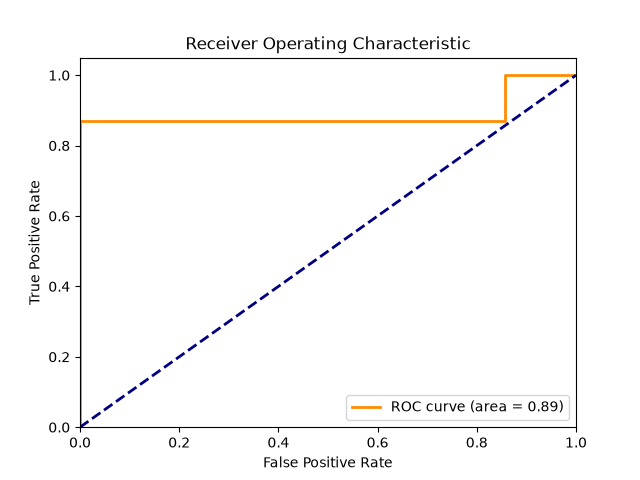 Receiver Operating Characteristic
1.0
0.8
0.6
0.4
0.2
0.0
True Positive Rate
ROC curve (area = 0.89)
0.0 0.2 0.4 0.6 0.8 1.0
False Positive Rate